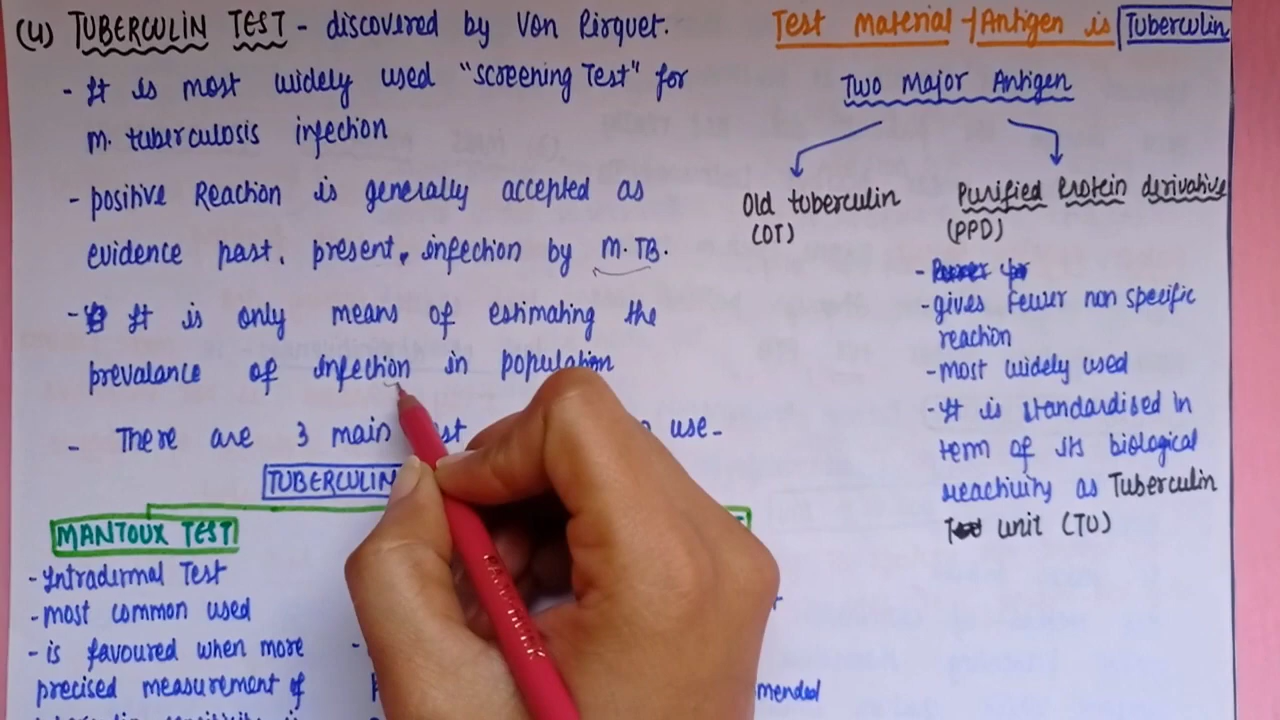 (4) TUBERCULIN TEST - discovered by Von Pirquet.
- It is most widely used "screening Test" for
m. tuberculosis infection
- positive Reaction is generally accepted as
evidence past, present, infection by M.TB.
- It is only means of estimating the
prevalance of infection in population
- There are 3 main use.
TUBERCULIN
MANTOUX TEST
- Intradermal Test
- most common used
- is favoured when more
precised measurement of
mended
Test material / Antigen is Tuberculin
Two Major Antigen
Old tuberculin
(OT)
Purified Protein derivative
(PPD)
- gives fewer non specific
reaction
- most widely used
- It is standardised in
term of its biological
reactivity as Tuberculin
unit (TU)